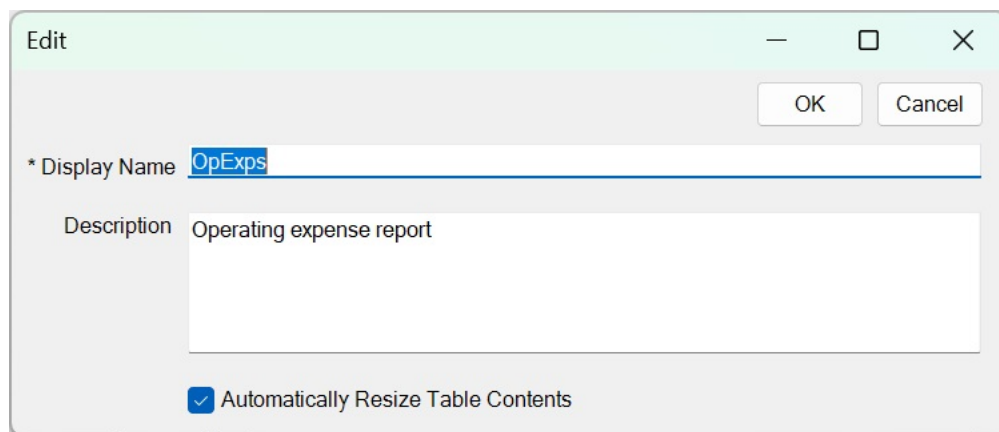 Edit
OK Cancel
* Display Name OpExps
Description Operating expense report
Automatically Resize Table Contents